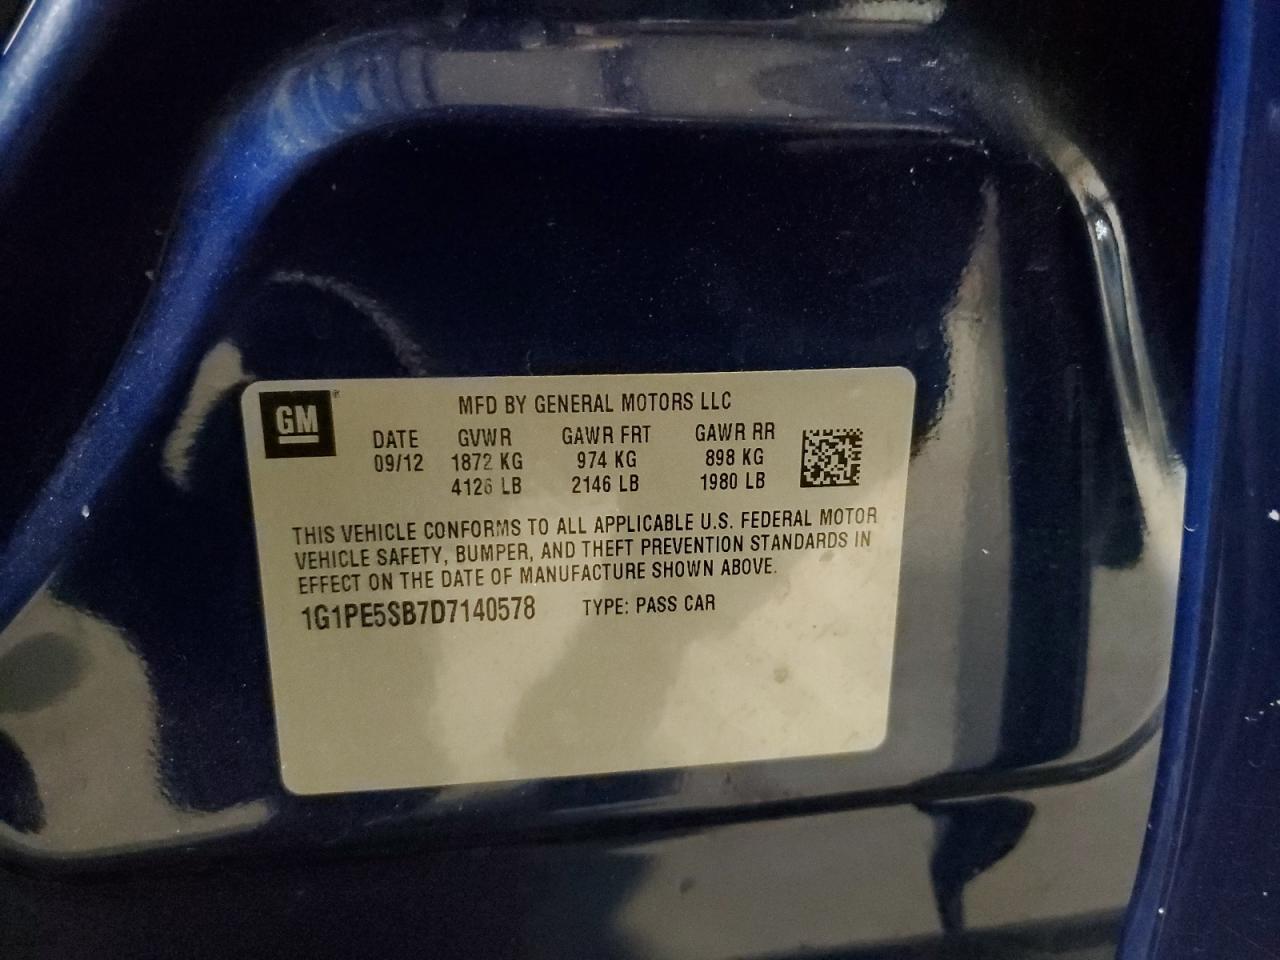 GM
MFD BY GENERAL MOTORS LLC
DATE GVWR GAWR FRT GAWR RR
09/12 1872 KG 974 KG 898 KG
4126 LB 2146 LB 1980 LB
THIS VEHICLE CONFORMS TO ALL APPLICABLE U.S. FEDERAL MOTOR
VEHICLE SAFETY, BUMPER, AND THEFT PREVENTION STANDARDS IN
EFFECT ON THE DATE OF MANUFACTURE SHOWN ABOVE.
1G1PE5SB7D7140578 TYPE: PASS CAR